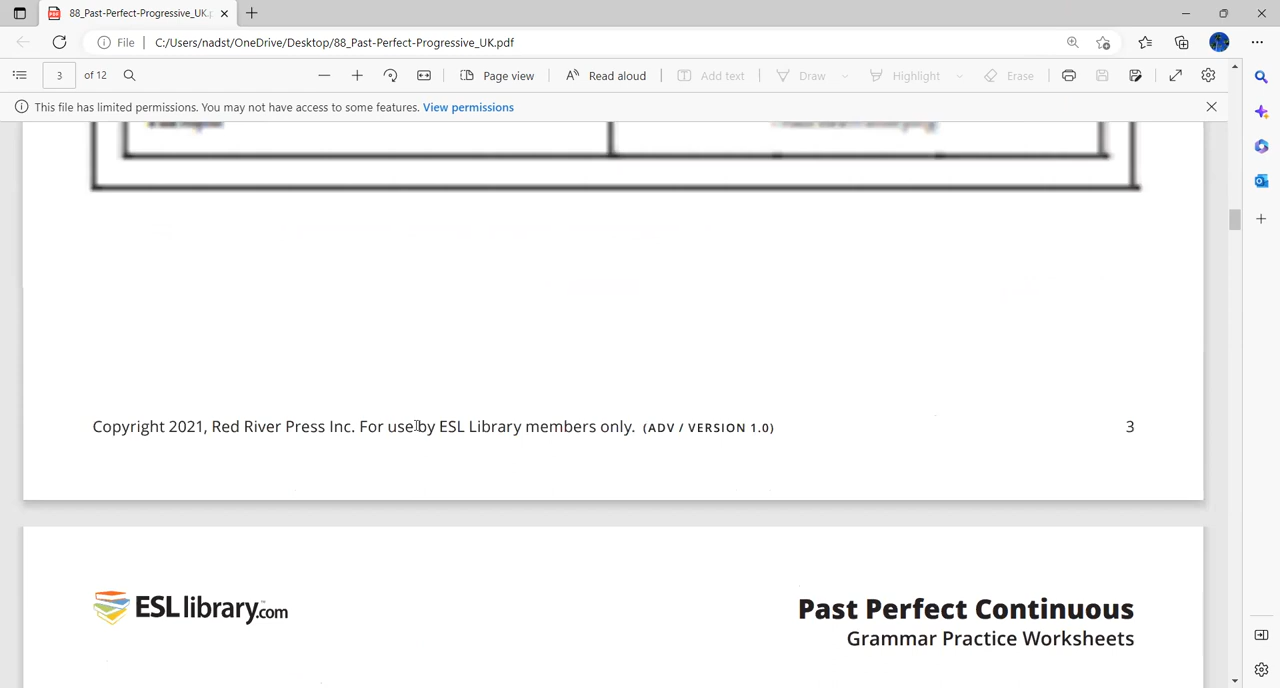 88_Past-Perfect-Progressive_UK.p
File C:/Users/nadst/OneDrive/Desktop/88_Past-Perfect-Progressive_UK.pdf
3 of 12 Page view Read aloud Add text Draw Highlight Erase
This file has limited permissions. You may not have access to some features. View permissions
Copyright 2021, Red River Press Inc. For use by ESL Library members only. (ADV / VERSION 1.0) 3
ESL library.com Past Perfect Continuous
Grammar Practice Worksheets